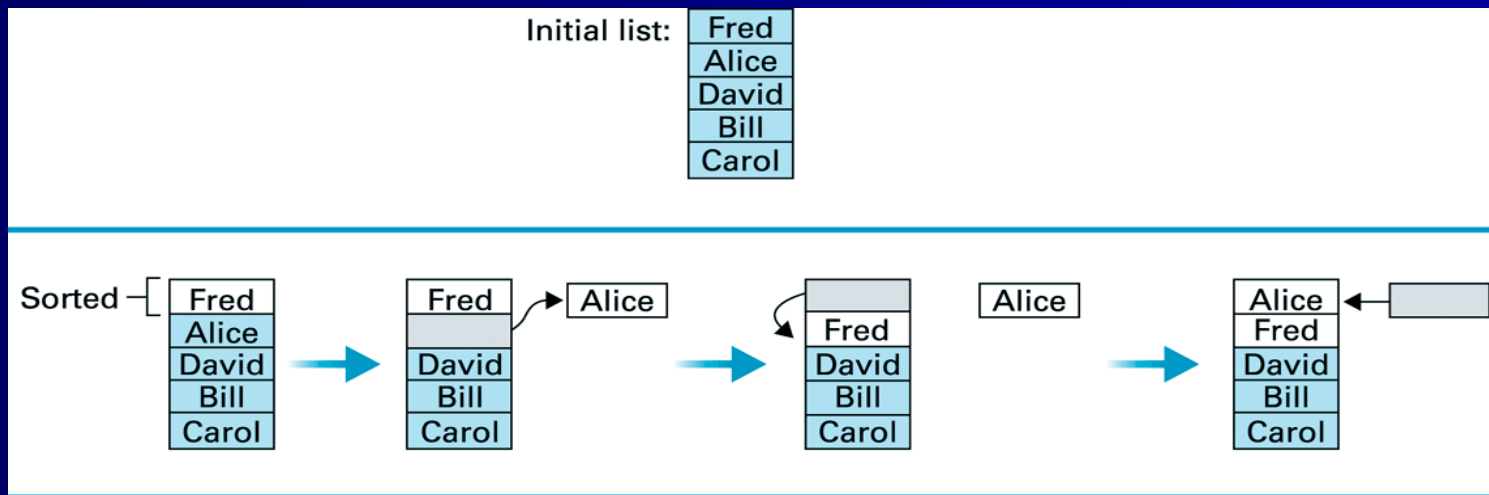 Initial list:
Fred
Alice
David
Bill
Carol
Sorted
Fred
Alice
David
Bill
Carol
Fred
David
Bill
Carol
Alice
Fred
David
Bill
Carol
Alice
Alice
Fred
David
Bill
Carol